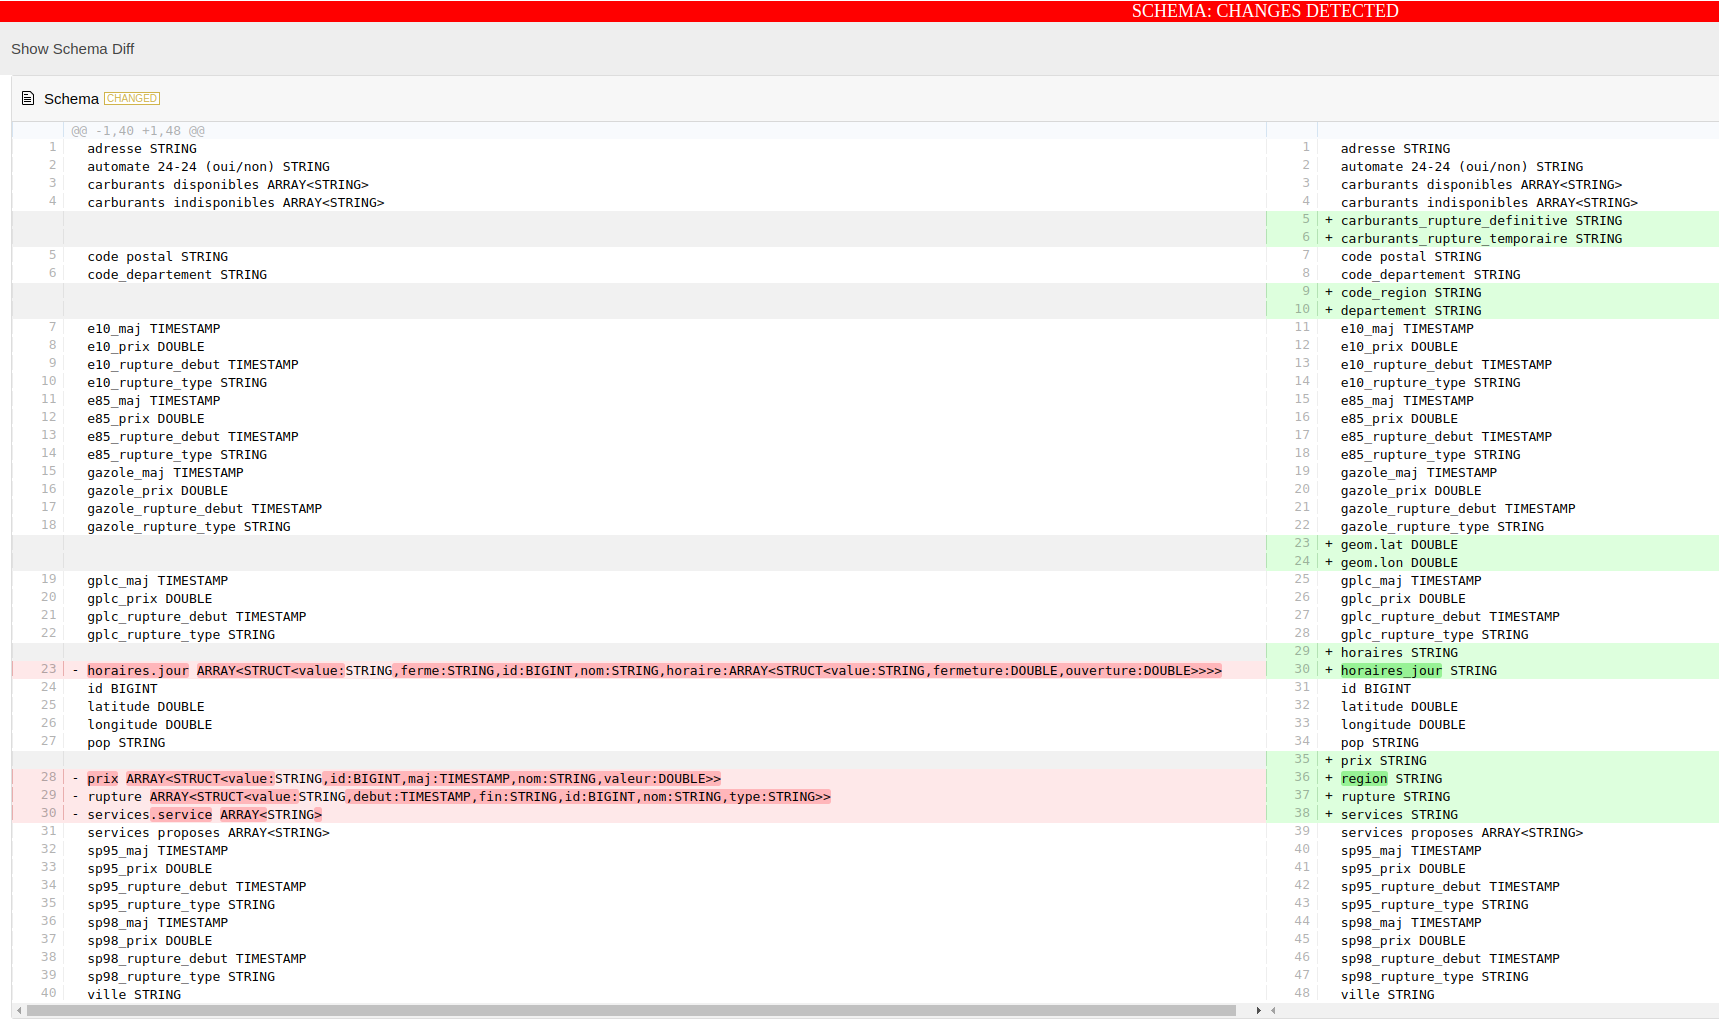 SCHEMA: CHANGES DETECTED
Show Schema Diff
Schema CHANGED
@@ -1,40 +1,48 @@
1 adresse STRING
2 automate 24-24 (oui/non) STRING
3 carburants disponibles ARRAY<STRING>
4 carburants indisponibles ARRAY<STRING>
5 code postal STRING
6 code_departement STRING
7 e10_maj TIMESTAMP
8 e10_prix DOUBLE
9 e10_rupture_debut TIMESTAMP
10 e10_rupture_type STRING
11 e85_maj TIMESTAMP
12 e85_prix DOUBLE
13 e85_rupture_debut TIMESTAMP
14 e85_rupture_type STRING
15 gazole_maj TIMESTAMP
16 gazole_prix DOUBLE
17 gazole_rupture_debut TIMESTAMP
18 gazole_rupture_type STRING
19 gplc_maj TIMESTAMP
20 gplc_prix DOUBLE
21 gplc_rupture_debut TIMESTAMP
22 gplc_rupture_type STRING
23 - horaires.jour ARRAY<STRUCT<value:STRING,ferme:STRING,id:BIGINT,nom:STRING,horaire:ARRAY<STRUCT<value:STRING,fermeture:DOUBLE,ouverture:DOUBLE>>>>
24 id BIGINT
25 latitude DOUBLE
26 longitude DOUBLE
27 pop STRING
28 - prix ARRAY<STRUCT<value:STRING,id:BIGINT,maj:TIMESTAMP,nom:STRING,valeur:DOUBLE>>
29 - rupture ARRAY<STRUCT<value:STRING,debut:TIMESTAMP,fin:STRING,id:BIGINT,nom:STRING,type:STRING>>
30 - services.service ARRAY<STRING>
31 services proposes ARRAY<STRING>
32 sp95_maj TIMESTAMP
33 sp95_prix DOUBLE
34 sp95_rupture_debut TIMESTAMP
35 sp95_rupture_type STRING
36 sp98_maj TIMESTAMP
37 sp98_prix DOUBLE
38 sp98_rupture_debut TIMESTAMP
39 sp98_rupture_type STRING
40 ville STRING
1 adresse STRING
2 automate 24-24 (oui/non) STRING
3 carburants disponibles ARRAY<STRING>
4 carburants indisponibles ARRAY<STRING>
5 + carburants_rupture_definitive STRING
6 + carburants_rupture_temporaire STRING
7 code postal STRING
8 code_departement STRING
9 + code_region STRING
10 + departement STRING
11 e10_maj TIMESTAMP
12 e10_prix DOUBLE
13 e10_rupture_debut TIMESTAMP
14 e10_rupture_type STRING
15 e85_maj TIMESTAMP
16 e85_prix DOUBLE
17 e85_rupture_debut TIMESTAMP
18 e85_rupture_type STRING
19 gazole_maj TIMESTAMP
20 gazole_prix DOUBLE
21 gazole_rupture_debut TIMESTAMP
22 gazole_rupture_type STRING
23 + geom.lat DOUBLE
24 + geom.lon DOUBLE
25 gplc_maj TIMESTAMP
26 gplc_prix DOUBLE
27 gplc_rupture_debut TIMESTAMP
28 gplc_rupture_type STRING
29 + horaires STRING
30 + horaires_jour STRING
31 id BIGINT
32 latitude DOUBLE
33 longitude DOUBLE
34 pop STRING
35 + prix STRING
36 + region STRING
37 + rupture STRING
38 + services STRING
39 services proposes ARRAY<STRING>
40 sp95_maj TIMESTAMP
41 sp95_prix DOUBLE
42 sp95_rupture_debut TIMESTAMP
43 sp95_rupture_type STRING
44 sp98_maj TIMESTAMP
45 sp98_prix DOUBLE
46 sp98_rupture_debut TIMESTAMP
47 sp98_rupture_type STRING
48 ville STRING